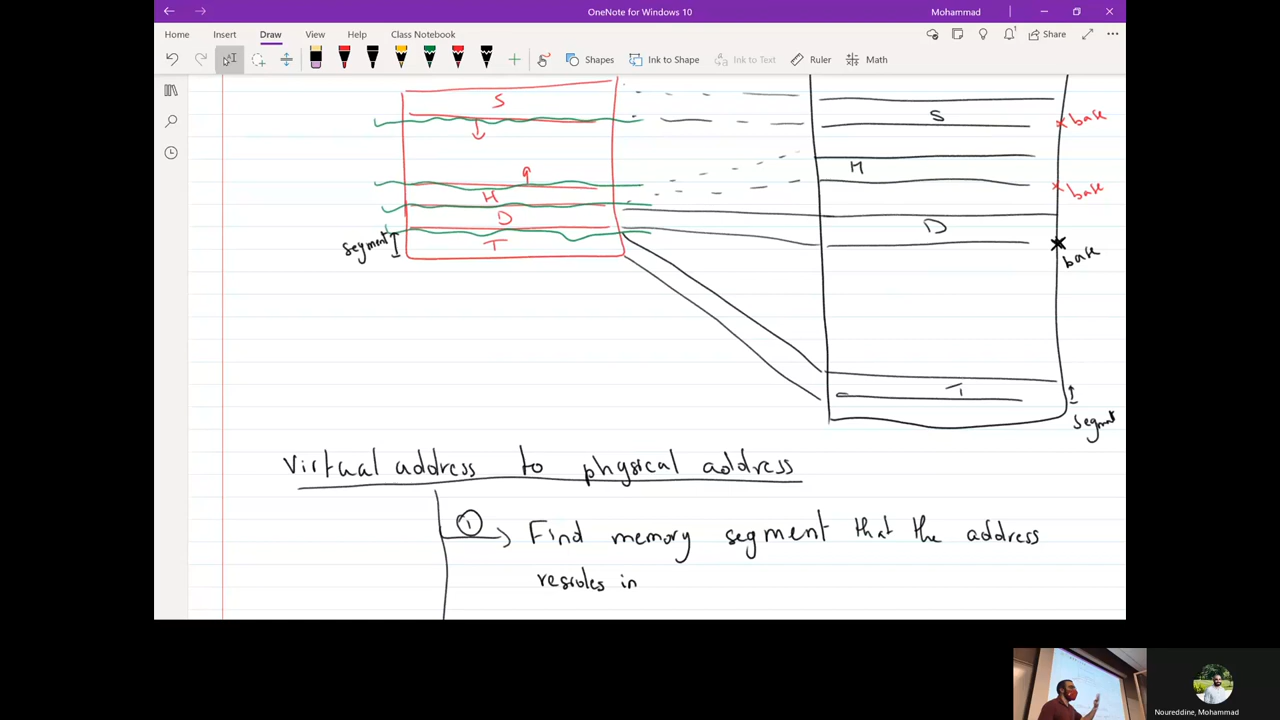 OneNote for Windows 10
Mohammad
Home
Insert
Draw
View
Help
Class Notebook
Share
Shapes
Ink to Shape
Ink to Text
Ruler
Math
S
S
base
H
H
base
D
D
base
segment
T
T
segment
Virtual address to physical address
1 Find memory segment that the address
resides in
Noureddine, Mohammad